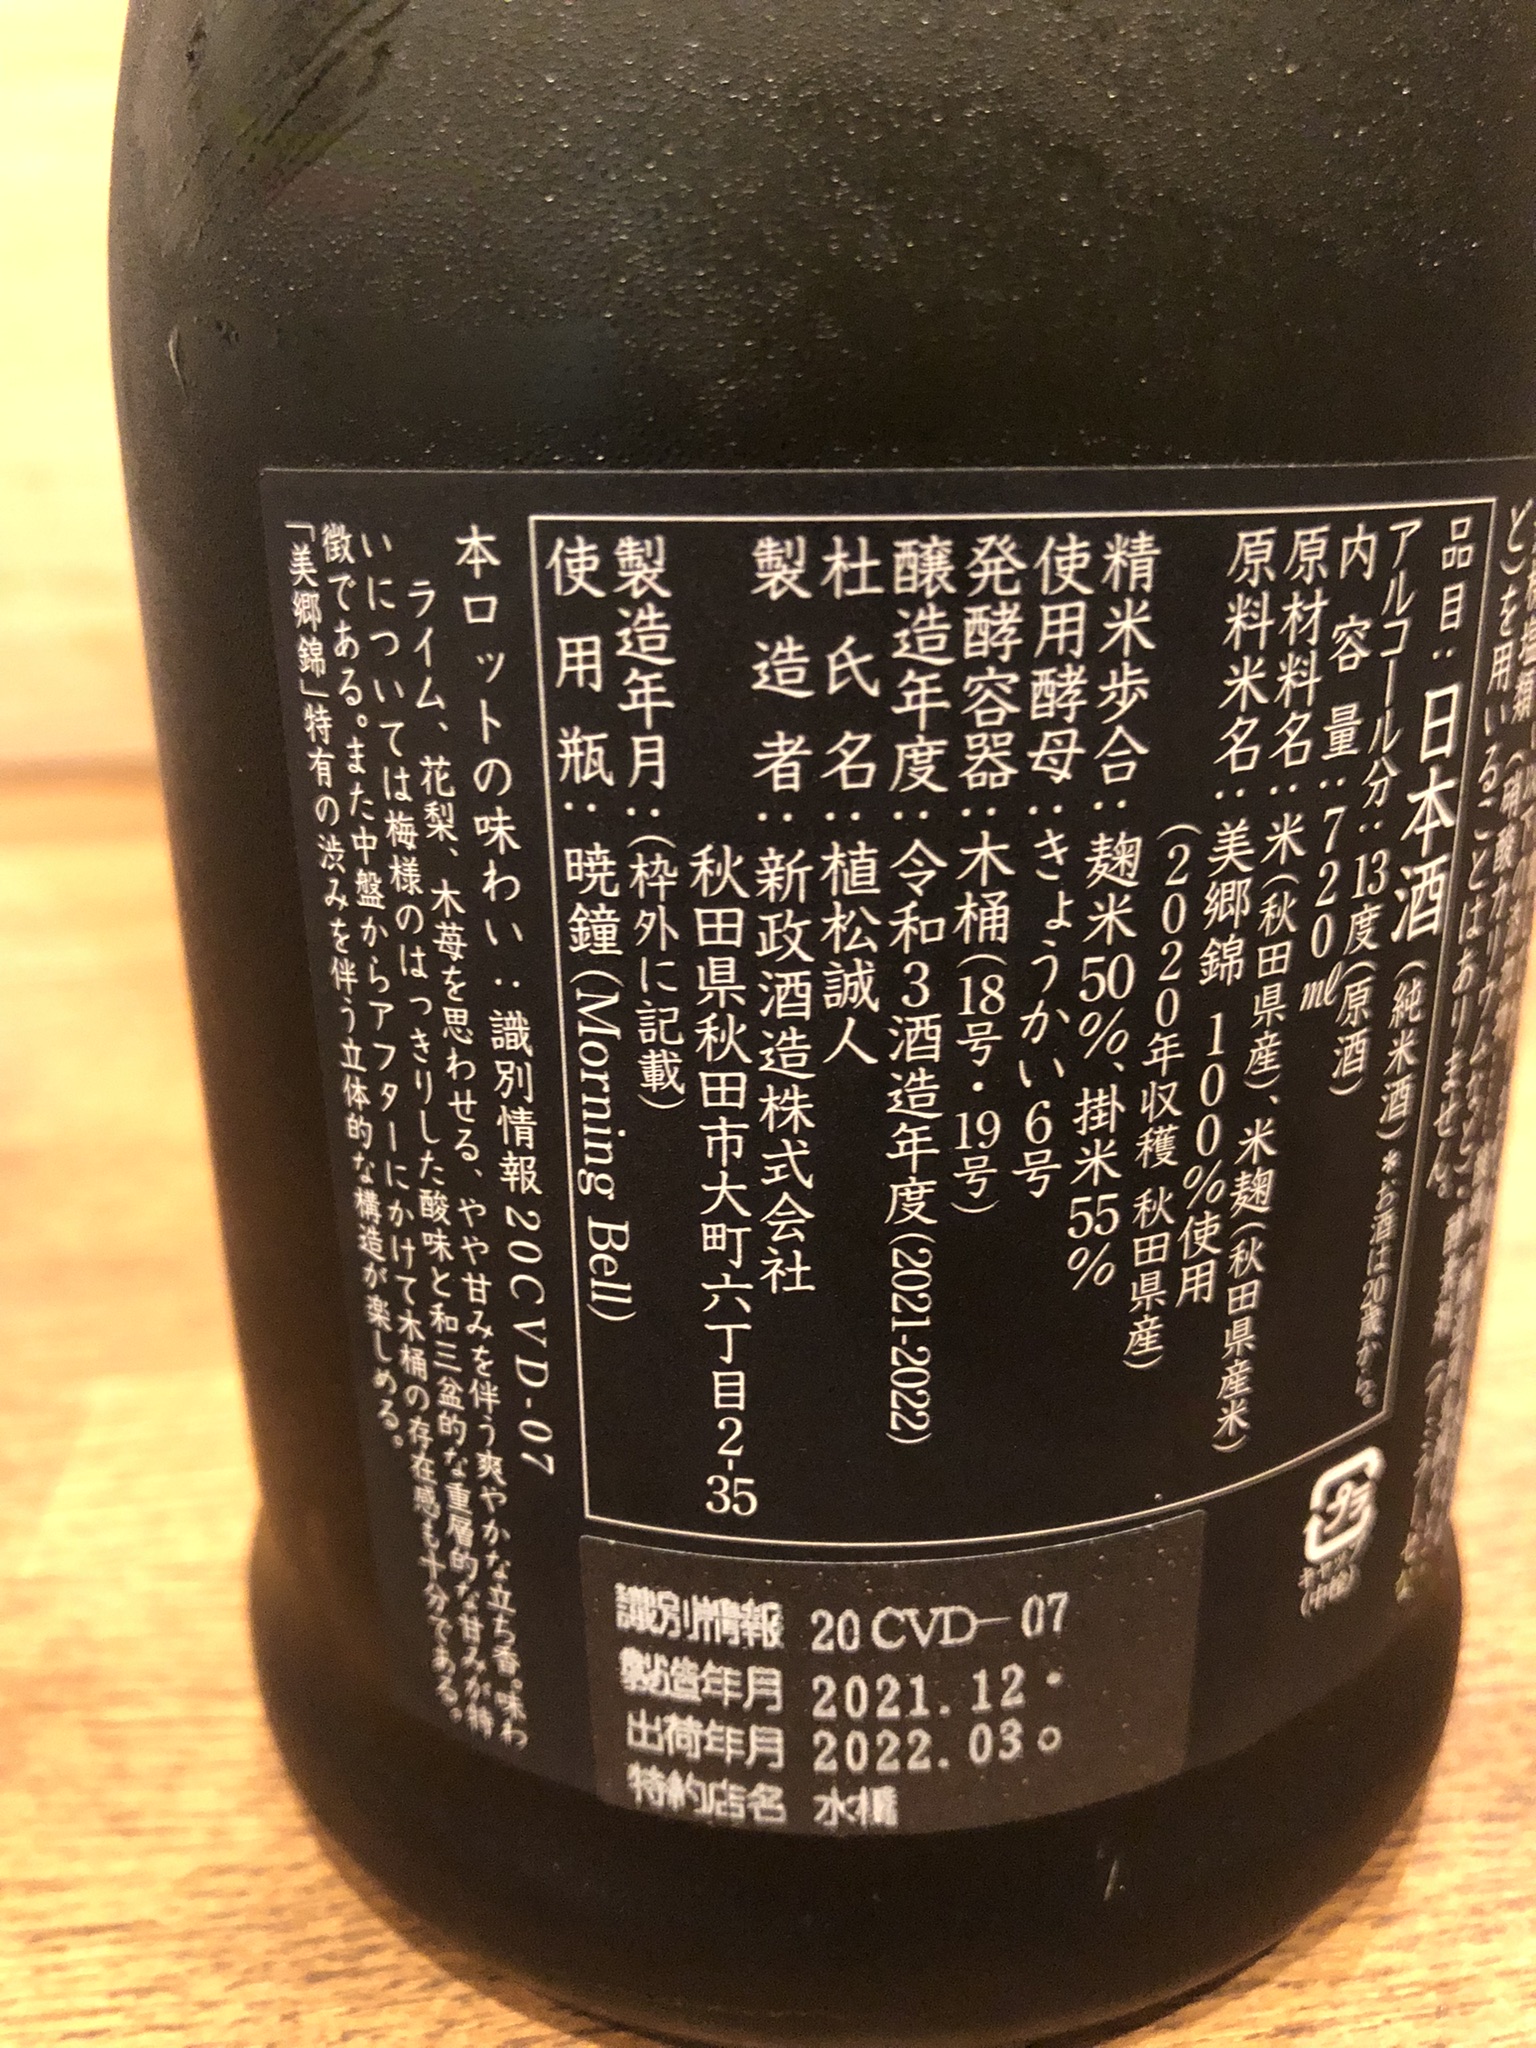 どを用いることはありません。
品目：日本酒（純米酒）＊お酒は20歳から。
アルコール分：13度（原酒）
内容量：720ml
原材料名：米（秋田県産）、米麹（秋田県産米）
原料米名：美郷錦 100％使用
（2020年収穫 秋田県産）
精米歩合：麹米50％、掛米55％
使用酵母：きょうかい6号
発酵容器：木桶（18号・19号）
醸造年度：令和3酒造年度（2021-2022）
杜氏名：植松誠人
製造者：新政酒造株式会社
秋田県秋田市大町六丁目2-35
製造年月：（枠外に記載）
使用瓶：暁鐘（Morning Bell）
本ロットの味わい：識別情報 20CVD-07
ライム、花梨、木苺を思わせる、やや甘みを伴う爽やかな立ち香。味わ
いについては梅様のはっきりした酸味と和三盆的な重層的な甘みが特
徴である。また中盤からアフターにかけて木桶の存在感も十分である。
「美郷錦」特有の渋みを伴う立体的な構造が楽しめる。
プラ
識別情報 20CVD-07
製造年月 2021.12
出荷年月 2022.03
特約店名 水橋